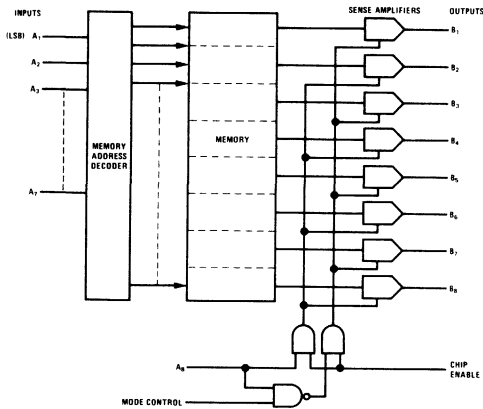 INPUTS
SENSE AMPLIFIERS
OUTPUTS
(LSB) A₁
B₁
A₂
B₂
A₃
B₃
MEMORY ADDRESS DECODER
MEMORY
B₄
B₅
A₇
B₆
B₇
B₈
A₈
CHIP ENABLE
MODE CONTROL